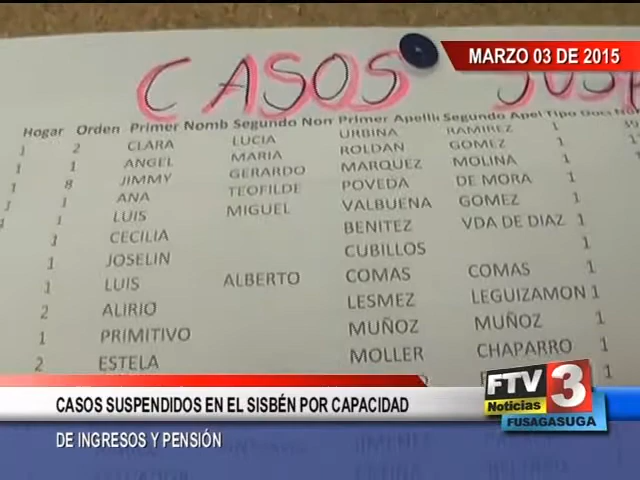 CASOS SUSP
MARZO 03 DE 2015
Hogar Orden Primer Nomb Segundo Nom Primer Apelli Segundo Apel Tipo Docu
1 2 CLARA LUCIA URBINA RAMIREZ 1
1 1 ANGEL MARIA ROLDAN GOMEZ 1
1 8 JIMMY GERARDO MARQUEZ MOLINA 1
1 1 ANA TEOFILDE POVEDA DE MORA 1
1 LUIS MIGUEL VALBUENA GOMEZ 1
1 CECILIA BENITEZ VDA DE DIAZ 1
1 JOSELIN CUBILLOS 1
1 LUIS ALBERTO COMAS COMAS 1
2 ALIRIO LESMEZ LEGUIZAMON 1
1 PRIMITIVO MUÑOZ MUÑOZ 1
2 ESTELA MOLLER CHAPARRO 1
FTV 3
Noticias
FUSAGASUGA
CASOS SUSPENDIDOS EN EL SISBÉN POR CAPACIDAD
DE INGRESOS Y PENSIÓN